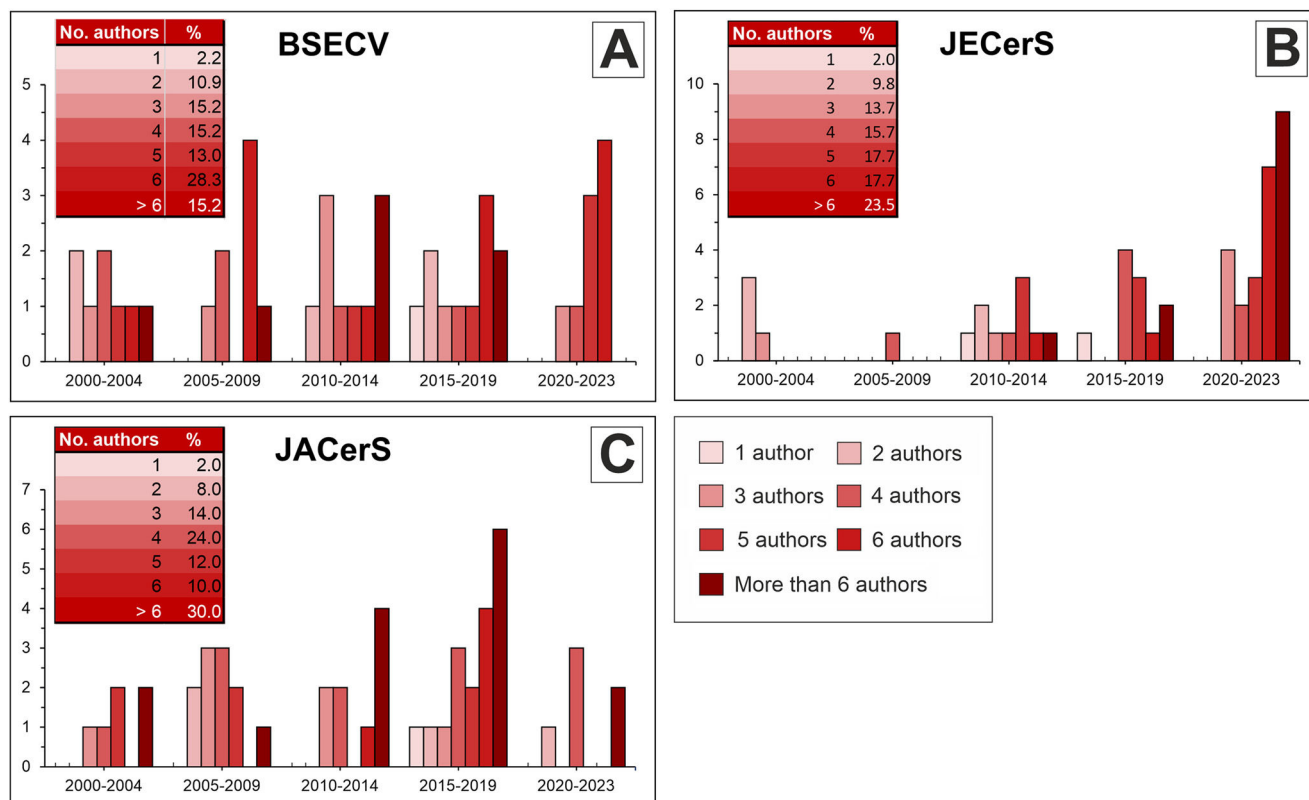 BSECV
A
No. authors %
1 2.2
2 10.9
3 15.2
4 15.2
5 13.0
6 28.3
> 6 15.2
5
4
3
2
1
0
2000-2004 2005-2009 2010-2014 2015-2019 2020-2023
JECerS
B
No. authors %
1 2.0
2 9.8
3 13.7
4 15.7
5 17.7
6 17.7
> 6 23.5
10
8
6
4
2
0
2000-2004 2005-2009 2010-2014 2015-2019 2020-2023
JACerS
C
No. authors %
1 2.0
2 8.0
3 14.0
4 24.0
5 12.0
6 10.0
> 6 30.0
7
6
5
4
3
2
1
0
2000-2004 2005-2009 2010-2014 2015-2019 2020-2023
1 author 2 authors
3 authors 4 authors
5 authors 6 authors
More than 6 authors